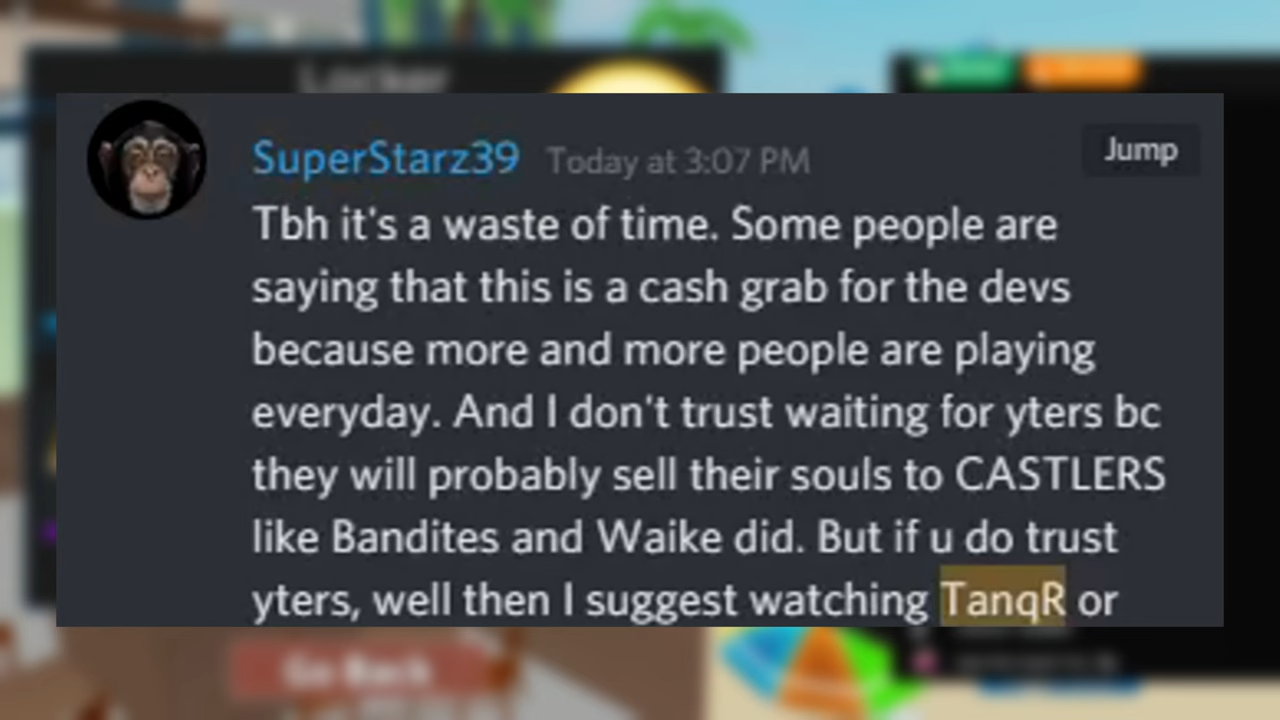 Locker
SuperStarz39 Today at 3:07 PM
Jump
Tbh it's a waste of time. Some people are
saying that this is a cash grab for the devs
because more and more people are playing
everyday. And I don't trust waiting for yters bc
they will probably sell their souls to CASTLERS
like Bandites and Waike did. But if u do trust
yters, well then I suggest watching TanqR or
Go Back